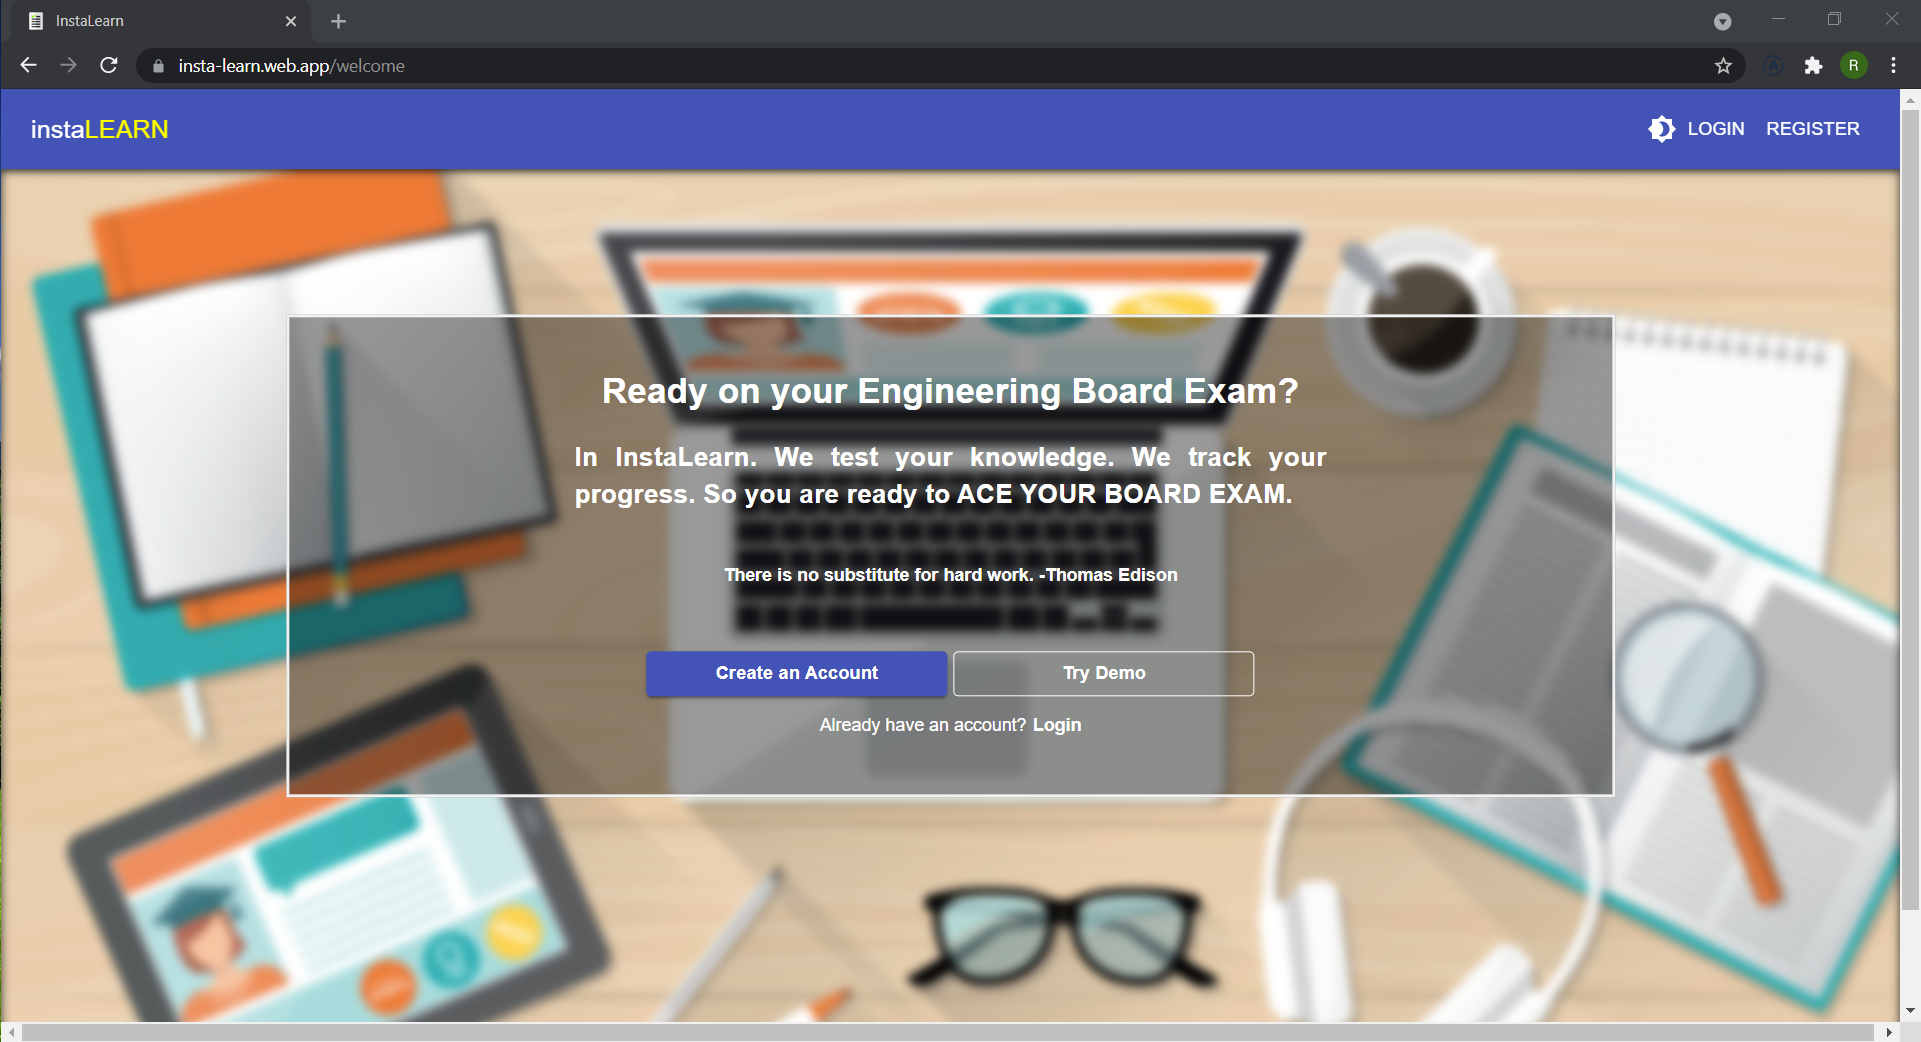 InstaLearn
insta-learn.web.app/welcome
R
instaLEARN
LOGIN REGISTER
Ready on your Engineering Board Exam?
In InstaLearn. We test your knowledge. We track your
progress. So you are ready to ACE YOUR BOARD EXAM.
There is no substitute for hard work. -Thomas Edison
Create an Account
Try Demo
Already have an account? Login